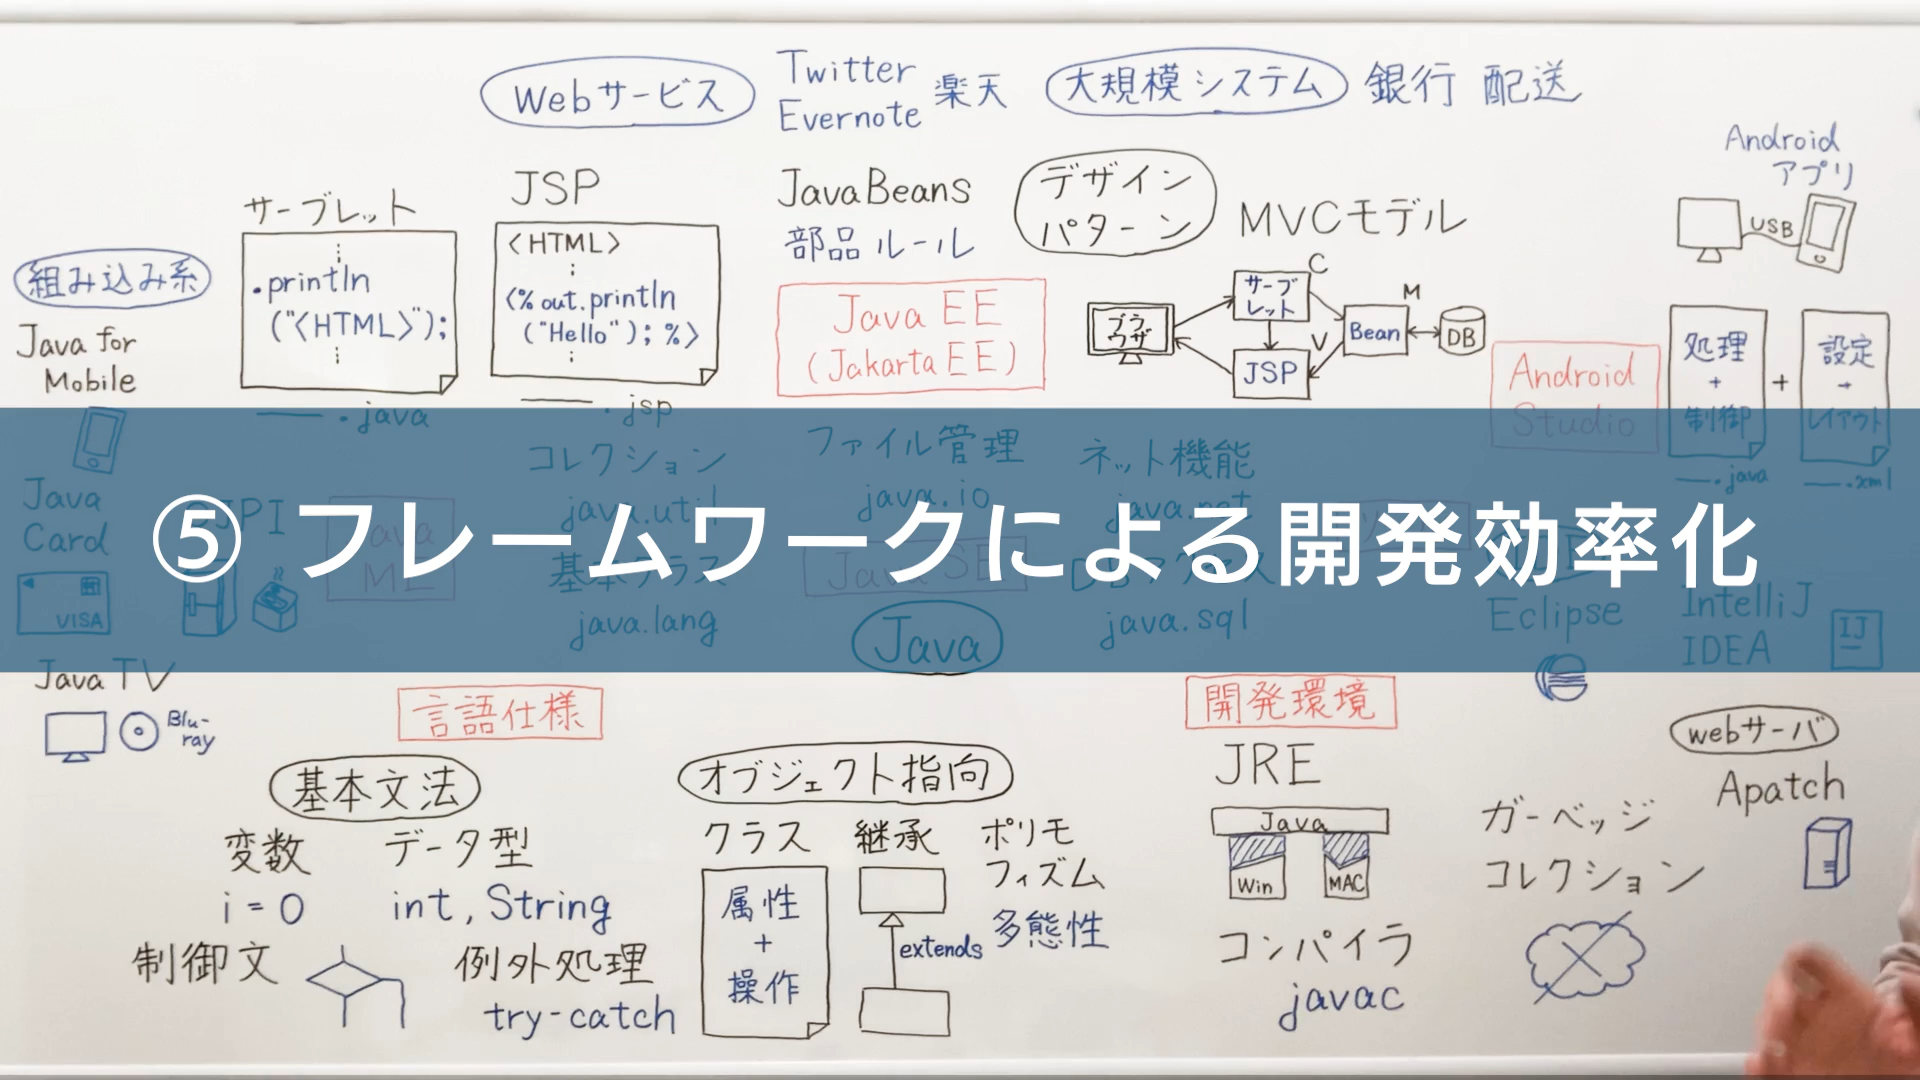 Webサービス
Twitter
Evernote
楽天
大規模システム
銀行 配送
Android
アプリ
USB
サーブレット
.println
("<HTML>");
.java
JSP
<HTML>
<% out.println
("Hello"); %>
.jsp
JavaBeans
部品 ルール
Java EE
(Jakarta EE)
デザイン
パターン
MVCモデル
ブラ
ウザ
C
サーブ
レット
M
Bean
DB
V
JSP
組み込み系
Java for
Mobile
Android
Studio
処理
+
制御
.java
+
設定
レイアウト
.xml
Java
Card
VISA
コレクション
java.util
ファイル管理
java.io
ネット機能
java.net
⑤ フレームワークによる開発効率化
Java
ME
基本クラス
java.lang
Java SE
java.sql
Java
Eclipse
IntelliJ
IDEA
IJ
Java TV
Blu-
ray
言語仕様
基本文法
変数
i = 0
データ型
int, String
制御文
例外処理
try-catch
オブジェクト指向
クラス
属性
+
操作
継承
extends
ポリモ
フィズム
多態性
開発環境
JRE
Java
Win
MAC
コンパイラ
javac
ガーベッジ
コレクション
webサーバ
Apatch